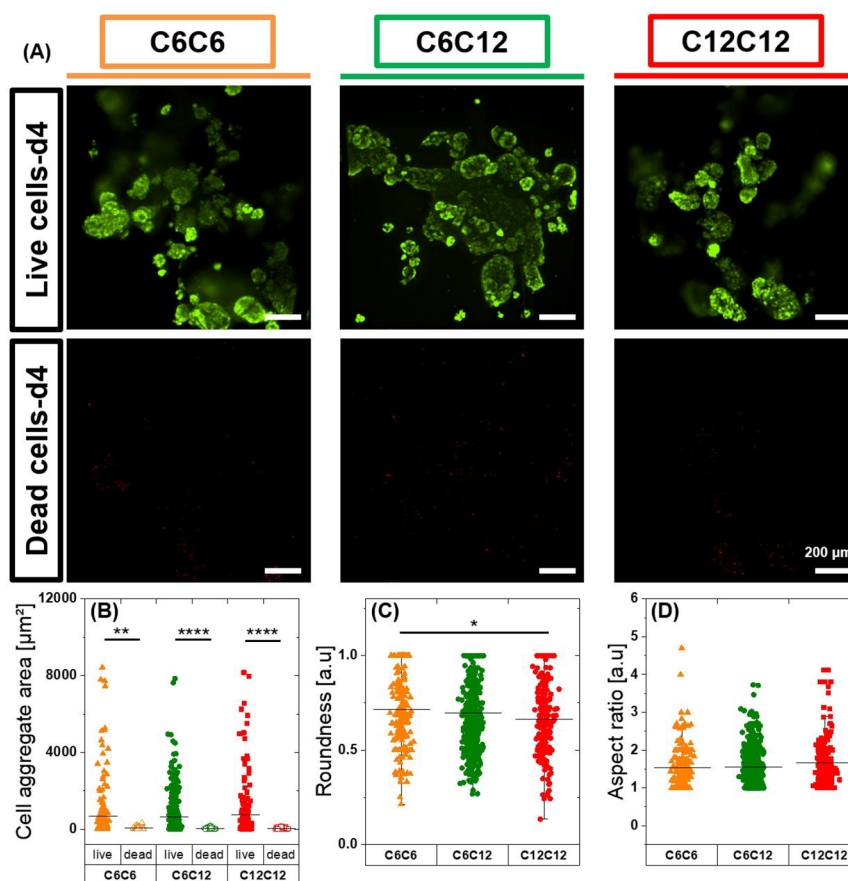 C6C6 C6C12 C12C12
(A)
Live cells-d4
Dead cells-d4
200 µm
(B)
Cell aggregate area [µm²]
12000
8000
4000
0
** **** ****
live dead live dead live dead
C6C6 C6C12 C12C12
(C)
Roundness [a.u]
1.0
0.5
0.0
*
C6C6 C6C12 C12C12
(D)
Aspect ratio [a.u]
6
5
4
3
2
1
0
C6C6 C6C12 C12C12